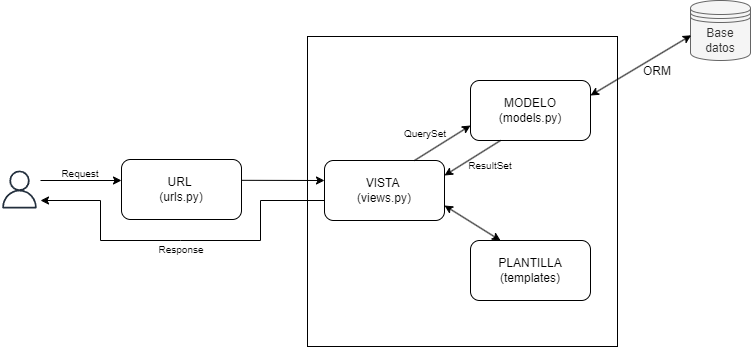 Base
datos
ORM
MODELO
(models.py)
QuerySet
ResultSet
Request
URL
(urls.py)
VISTA
(views.py)
Response
PLANTILLA
(templates)